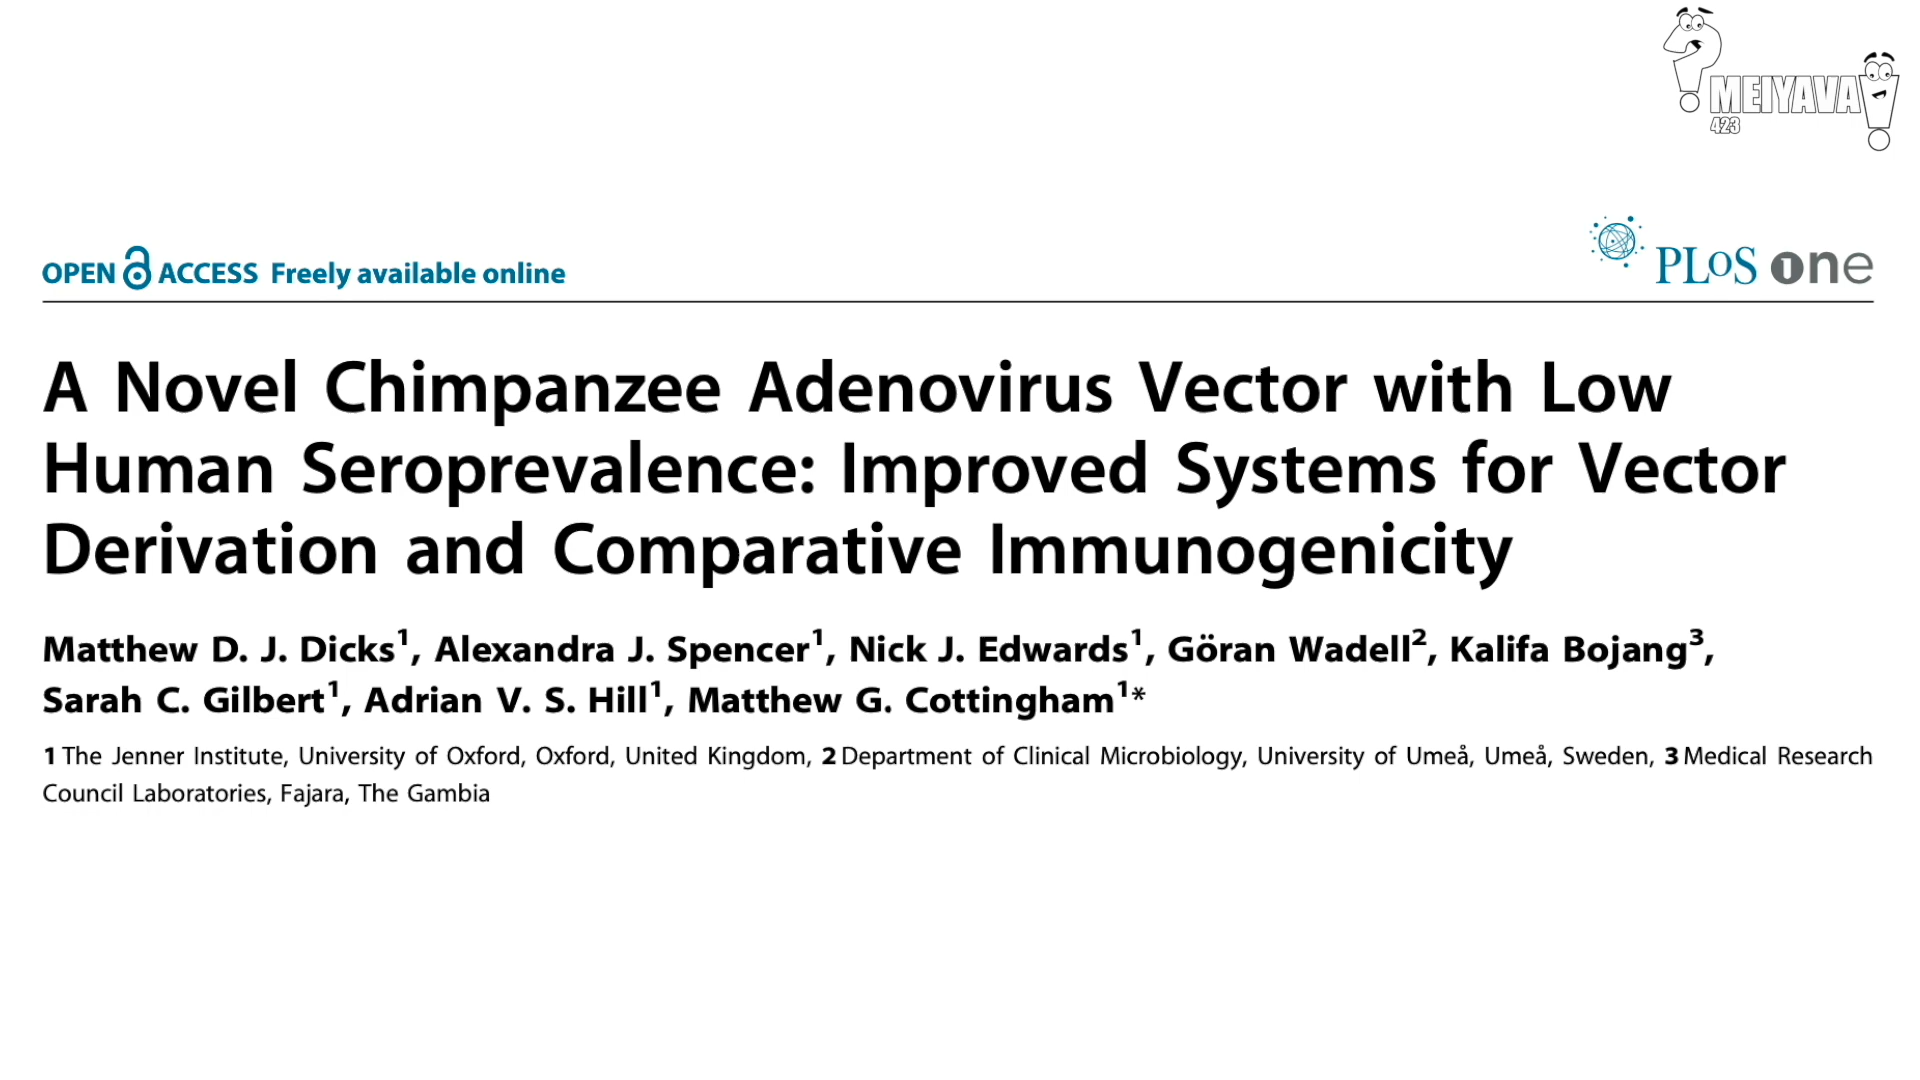 MEIYAVA
423
OPEN ACCESS Freely available online
PLoS one
A Novel Chimpanzee Adenovirus Vector with Low
Human Seroprevalence: Improved Systems for Vector
Derivation and Comparative Immunogenicity
Matthew D. J. Dicks1, Alexandra J. Spencer1, Nick J. Edwards1, Göran Wadell2, Kalifa Bojang3,
Sarah C. Gilbert1, Adrian V. S. Hill1, Matthew G. Cottingham1*
1 The Jenner Institute, University of Oxford, Oxford, United Kingdom, 2 Department of Clinical Microbiology, University of Umeå, Umeå, Sweden, 3 Medical Research
Council Laboratories, Fajara, The Gambia